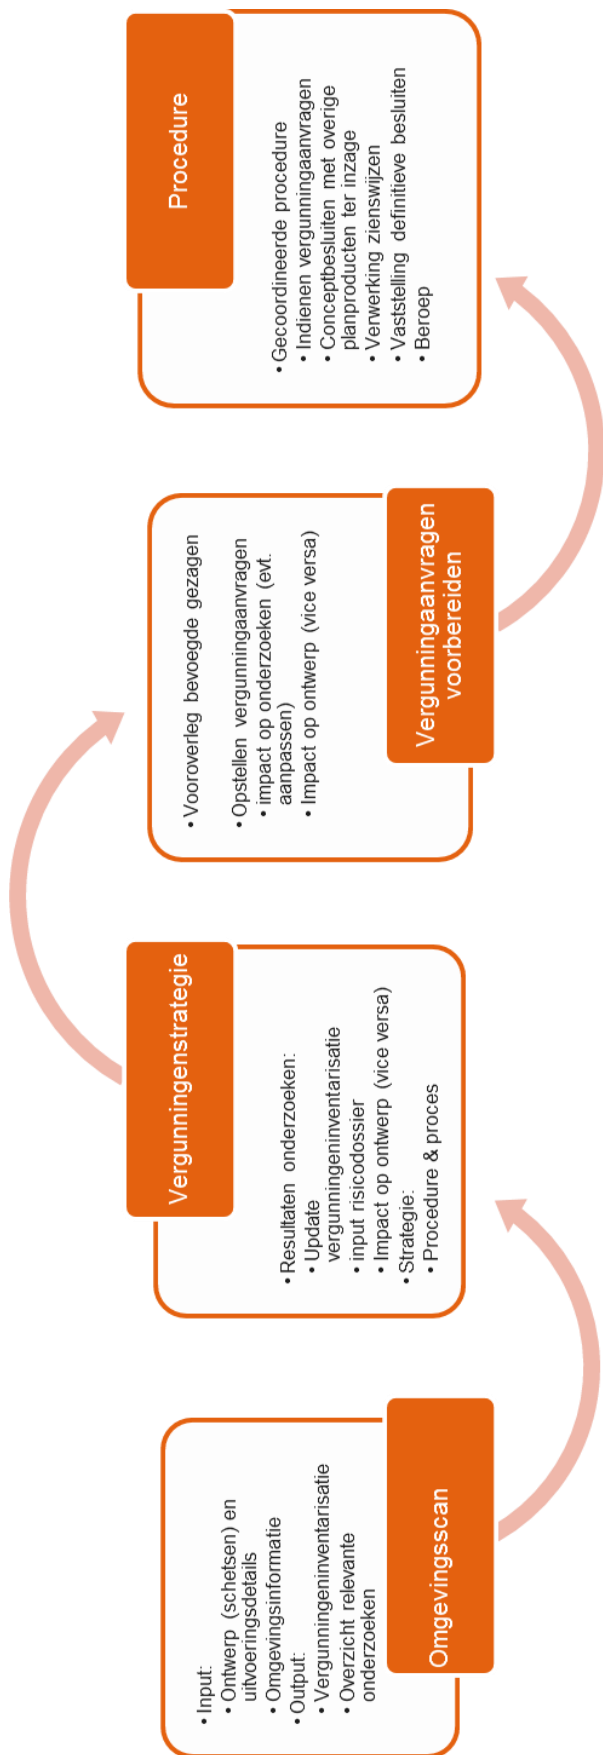 • Input:
• Ontwerp (schetsen) en
uitvoeringsdetails
• Omgevingsinformatie
• Output:
• Vergunningeninventarisatie
• Overzicht relevante
onderzoeken
Omgevingsscan
Vergunningenstrategie
• Resultaten onderzoeken:
• Update
vergunningeninventarisatie
• input risicodossier
• Impact op ontwerp (vice versa)
• Strategie:
• Procedure & proces
• Vooroverleg bevoegde gezagen
• Opstellen vergunningaanvragen
• impact op onderzoeken (evt.
aanpassen)
• Impact op ontwerp (vice versa)
Vergunningaanvragen
voorbereiden
Procedure
• Gecoordineerde procedure
• Indienen vergunningaanvragen
• Conceptbesluiten met overige
planproducten ter inzage
• Verwerking zienswijzen
• Vaststelling definitieve besluiten
• Beroep